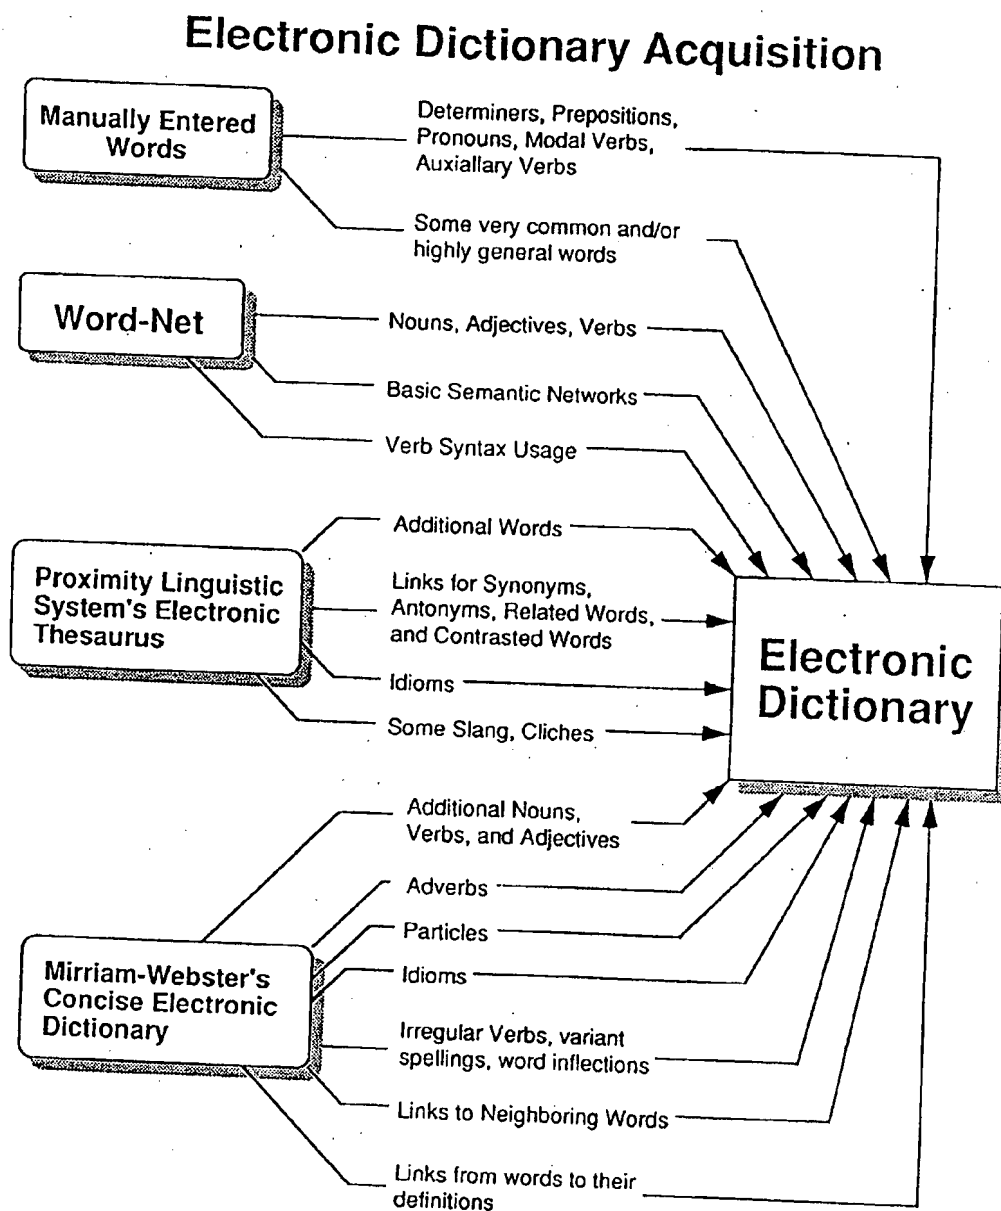 Electronic Dictionary Acquisition
Manually Entered
Words
Determiners, Prepositions,
Pronouns, Modal Verbs,
Auxiallary Verbs
Some very common and/or
highly general words
Word-Net
Nouns, Adjectives, Verbs
Basic Semantic Networks
Verb Syntax Usage
Proximity Linguistic
System's Electronic
Thesaurus
Additional Words
Links for Synonyms,
Antonyms, Related Words,
and Contrasted Words
Idioms
Some Slang, Cliches
Electronic
Dictionary
Mirriam-Webster's
Concise Electronic
Dictionary
Additional Nouns,
Verbs, and Adjectives
Adverbs
Particles
Idioms
Irregular Verbs, variant
spellings, word inflections
Links to Neighboring Words
Links from words to their
definitions